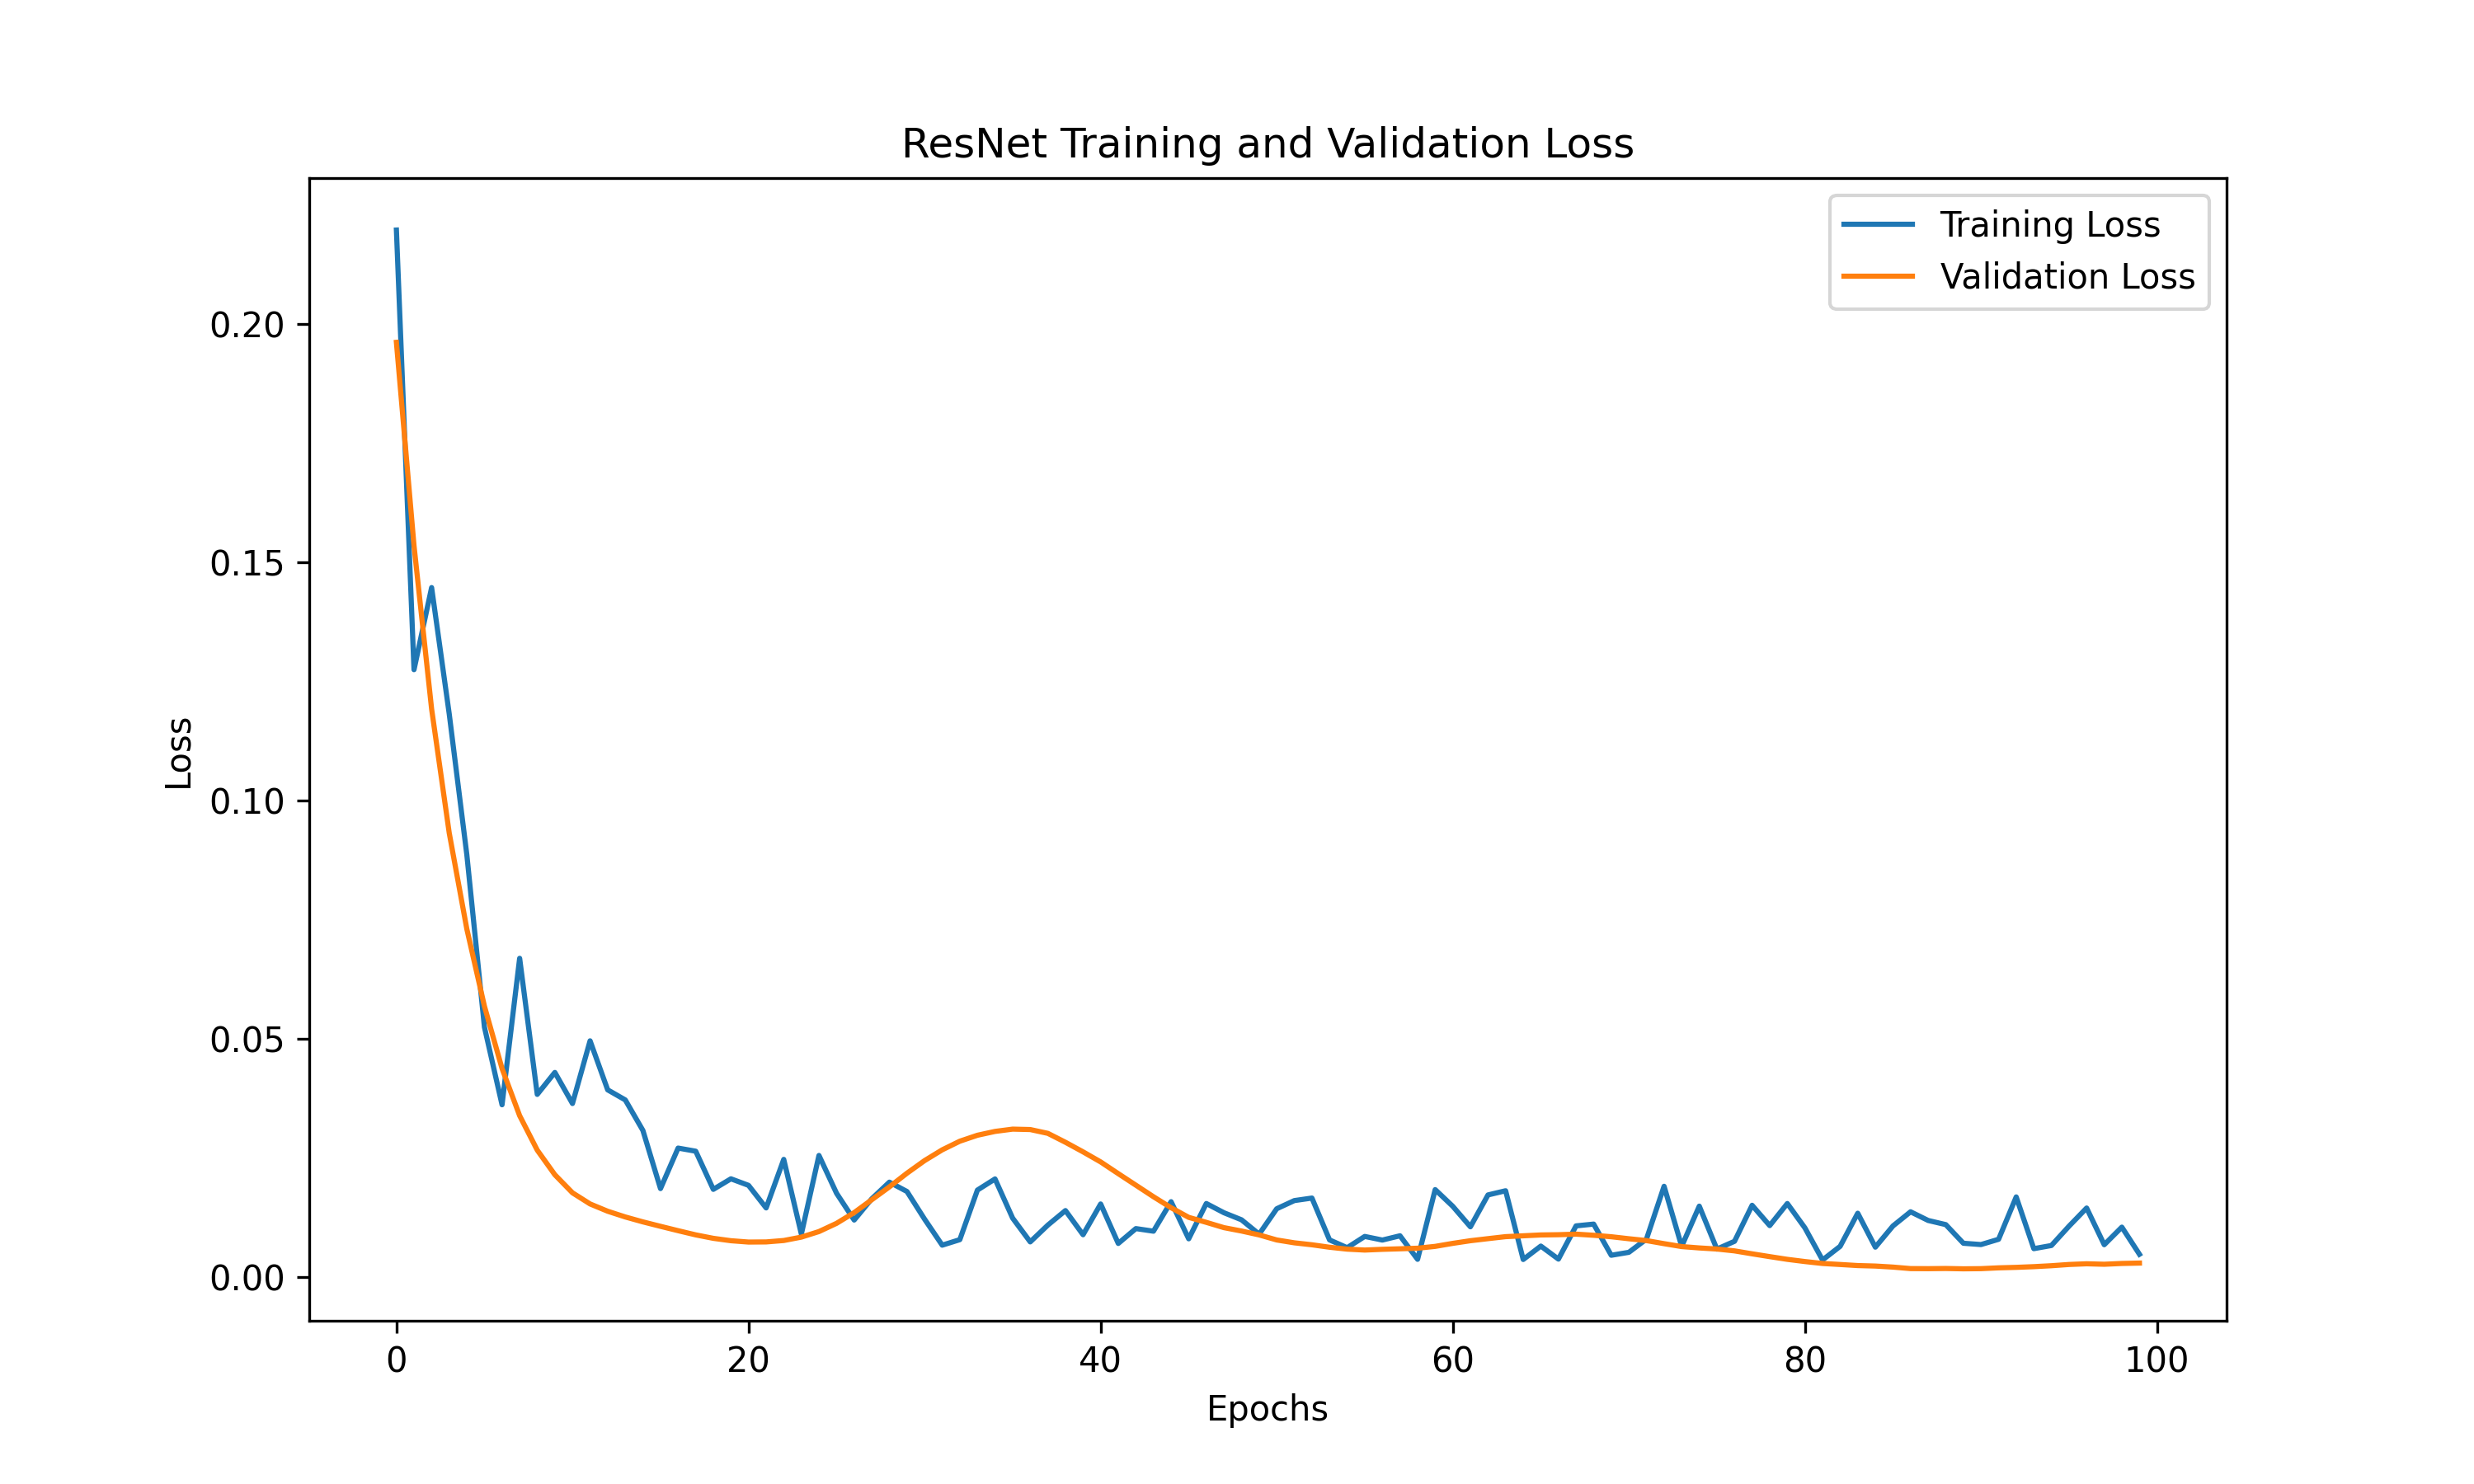 ResNet Training and Validation Loss
Training Loss
Validation Loss
Loss
0.20
0.15
0.10
0.05
0.00
0 20 40 60 80 100
Epochs